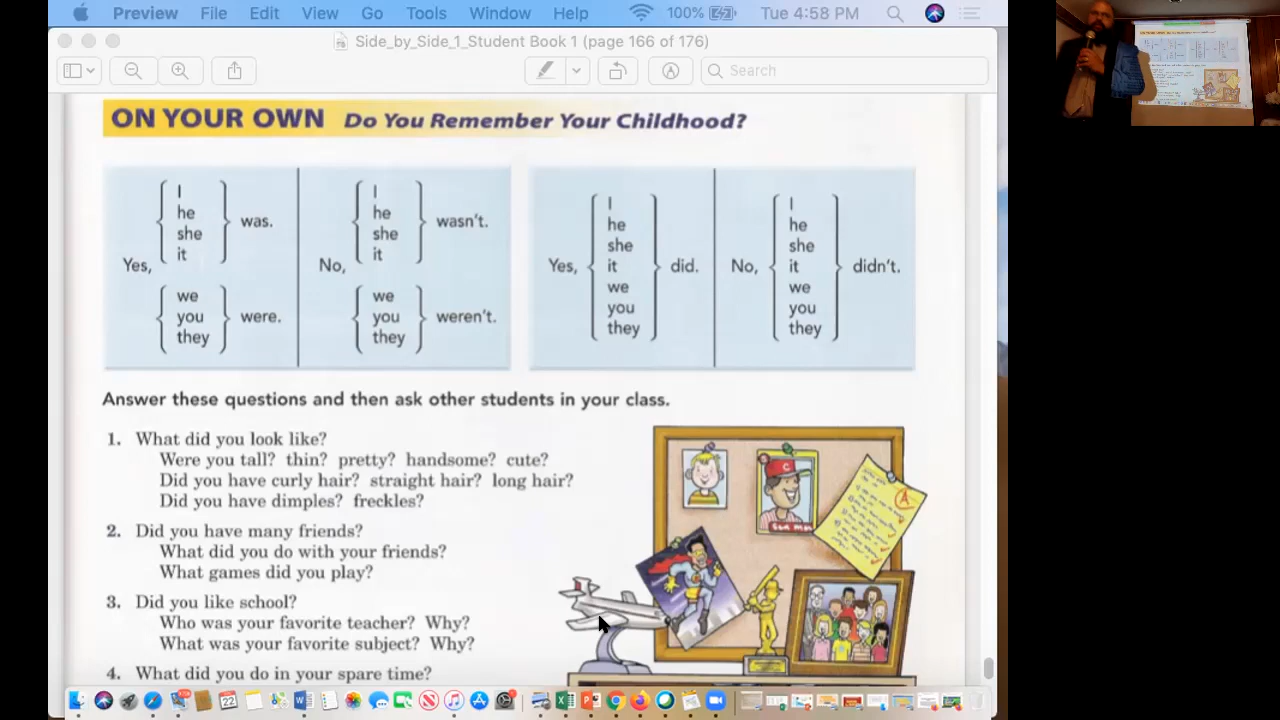 Preview File Edit View Go Tools Window Help 100% Tue 4:58 PM
Side_by_Side_1_Student Book 1 (page 166 of 176)
Search
ON YOUR OWN Do You Remember Your Childhood?
Yes,
I
he
she
it
was.
we
you
they
were.
No,
I
he
she
it
wasn't.
we
you
they
weren't.
Yes,
I
he
she
it
we
you
they
did.
No,
I
he
she
it
we
you
they
didn't.
Answer these questions and then ask other students in your class.
1. What did you look like?
Were you tall? thin? pretty? handsome? cute?
Did you have curly hair? straight hair? long hair?
Did you have dimples? freckles?
2. Did you have many friends?
What did you do with your friends?
What games did you play?
3. Did you like school?
Who was your favorite teacher? Why?
What was your favorite subject? Why?
4. What did you do in your spare time?
C
A
22